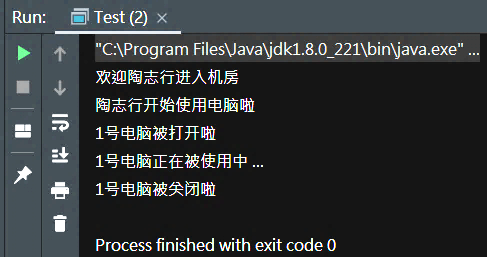 Run:
Test (2)
"C:\Program Files\Java\jdk1.8.0_221\bin\java.exe" ...
欢迎陶志行进入机房
陶志行开始使用电脑啦
1号电脑被打开啦
1号电脑正在被使用中 ...
1号电脑被关闭啦
Process finished with exit code 0